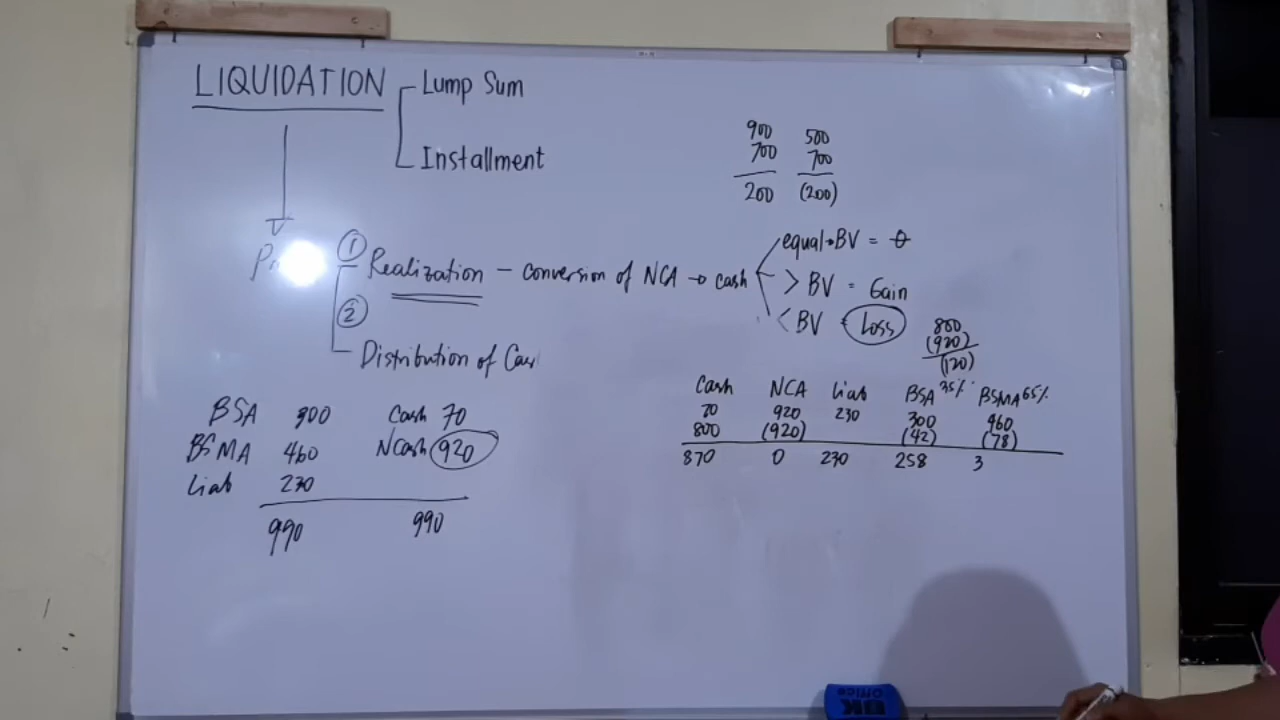 LIQUIDATION
Lump Sum
Installment
900 500
700 700
200 (200)
① Realization – conversion of NCA → cash
equal → BV = 0
> BV = Gain
< BV = Loss
②
Distribution of
800
(920)
(120)
BSA 300 Cash 70
BSMA 460 NCash 920
Liab 230
990 990
Cash NCA Liab BSA 35% BSMA 65%
70 920 230 300 460
800 (920) (42) (78)
870 0 230 258 3
Office